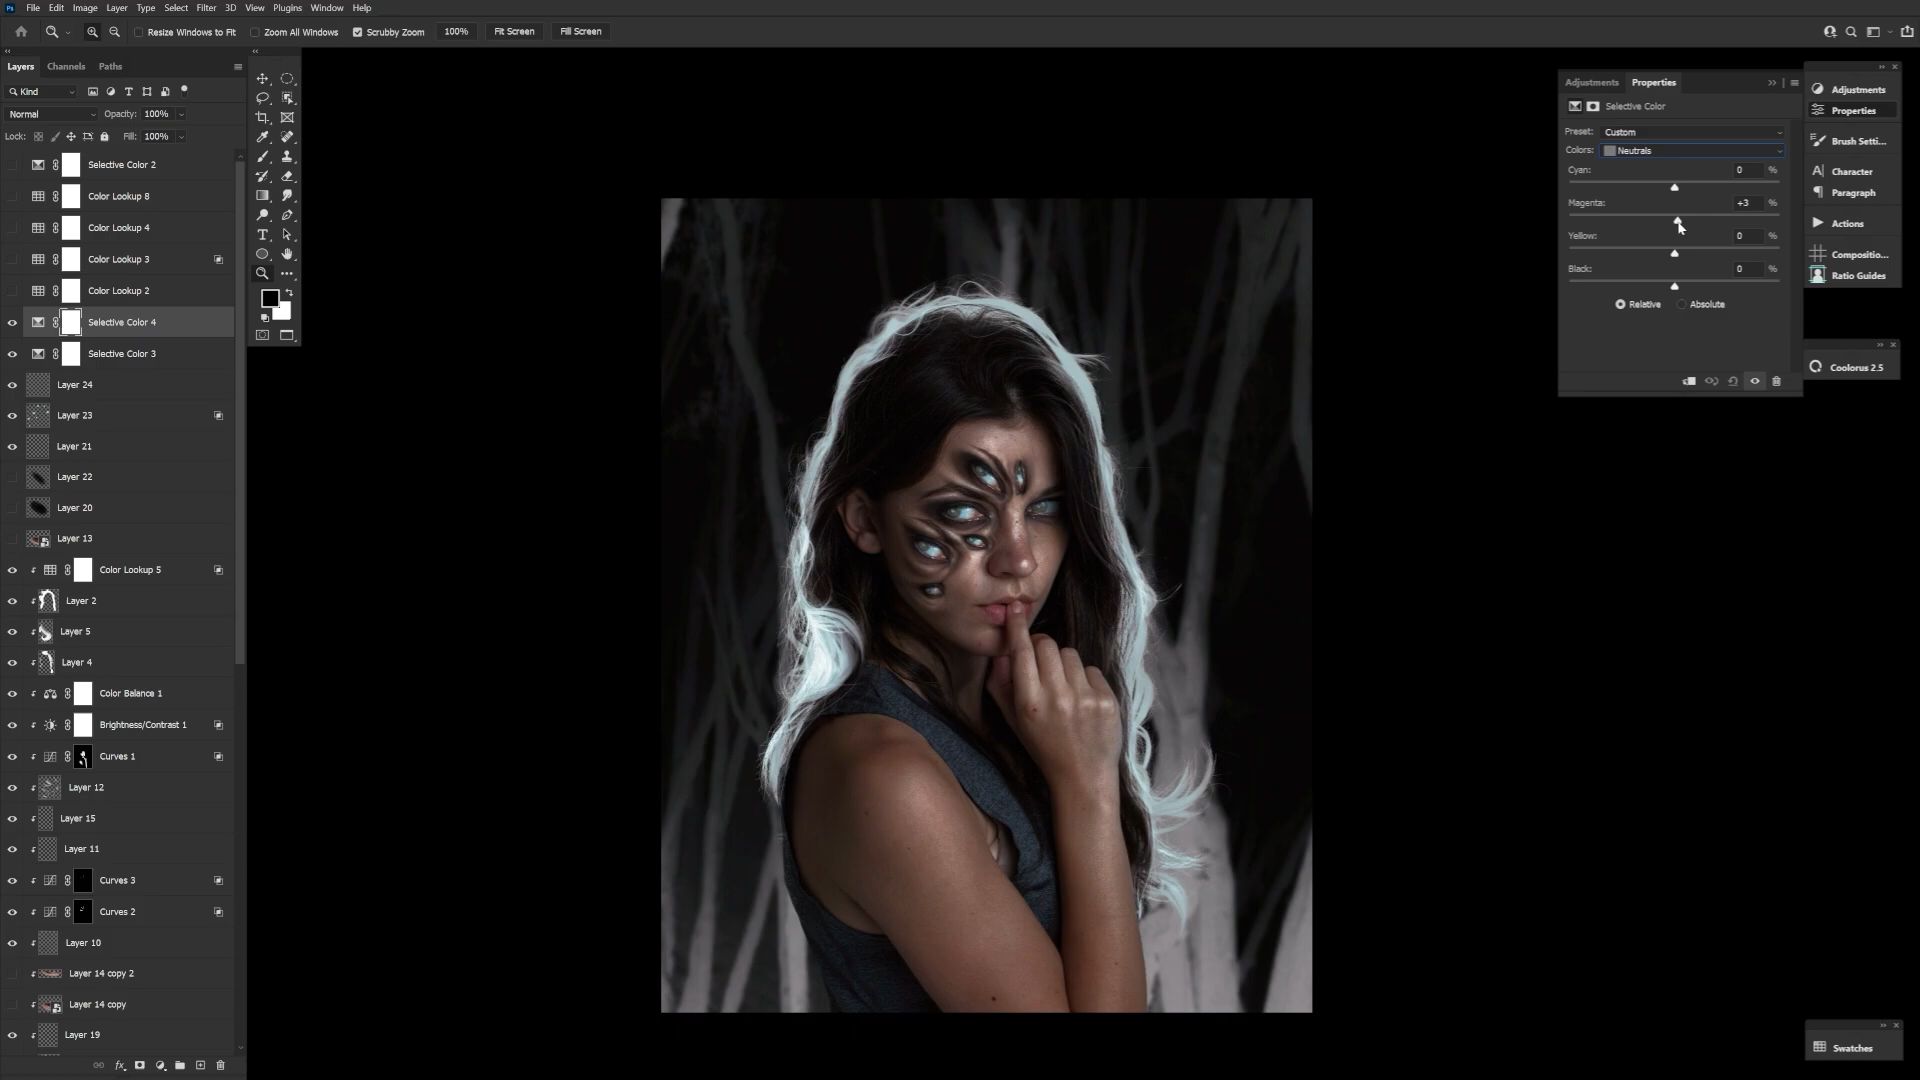 Ps File Edit Image Layer Type Select Filter 3D View Plugins Window Help
Resize Windows to Fit Zoom All Windows Scrubby Zoom 100% Fit Screen Fill Screen
Layers Channels Paths
Kind
Normal Opacity: 100%
Lock: Fill: 100%
Selective Color 2
Color Lookup 8
Color Lookup 4
Color Lookup 3
Color Lookup 2
Selective Color 4
Selective Color 3
Layer 24
Layer 23
Layer 21
Layer 22
Layer 20
Layer 13
Color Lookup 5
Layer 2
Layer 5
Layer 4
Color Balance 1
Brightness/Contrast 1
Curves 1
Layer 12
Layer 15
Layer 11
Curves 3
Curves 2
Layer 10
Layer 14 copy 2
Layer 14 copy
Layer 19
fx
Adjustments Properties
Selective Color
Preset: Custom
Colors: Neutrals
Cyan: 0 %
Magenta: +3 %
Yellow: 0 %
Black: 0 %
Relative Absolute
Adjustments
Properties
Brush Setti...
Character
Paragraph
Actions
Compositio...
Ratio Guides
Coolorus 2.5
Swatches